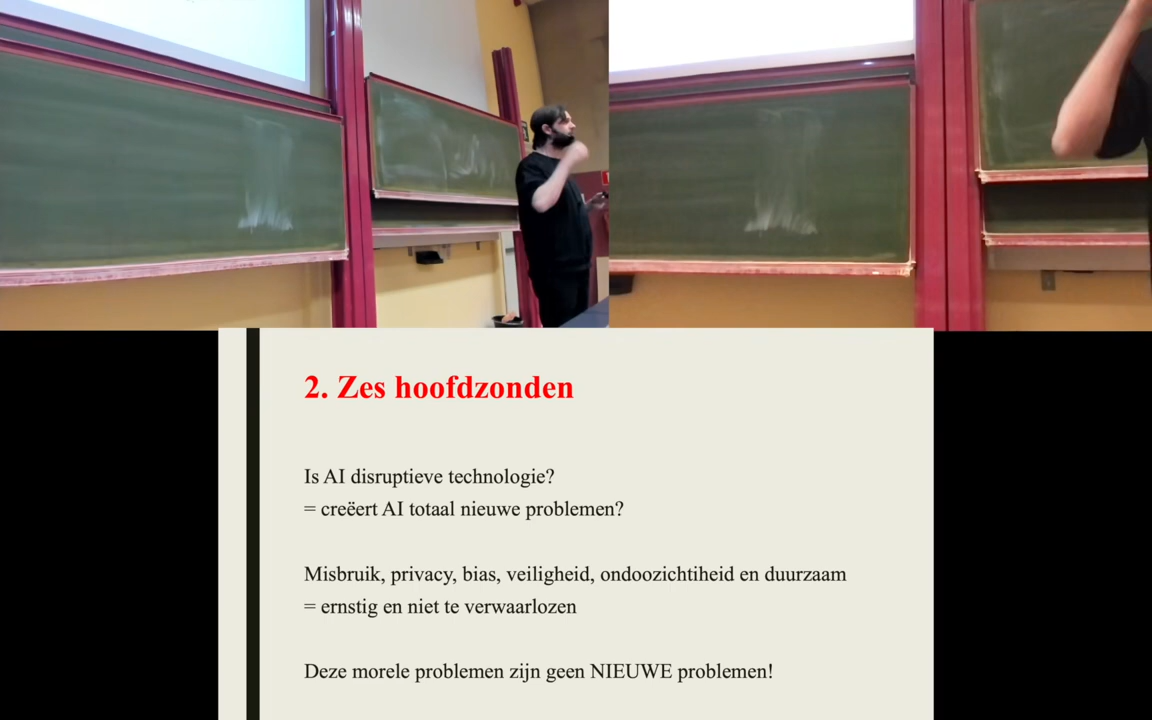 2. Zes hoofdzonden
Is AI disruptieve technologie?
= creëert AI totaal nieuwe problemen?
Misbruik, privacy, bias, veiligheid, ondoozichtiheid en duurzaam
= ernstig en niet te verwaarlozen
Deze morele problemen zijn geen NIEUWE problemen!